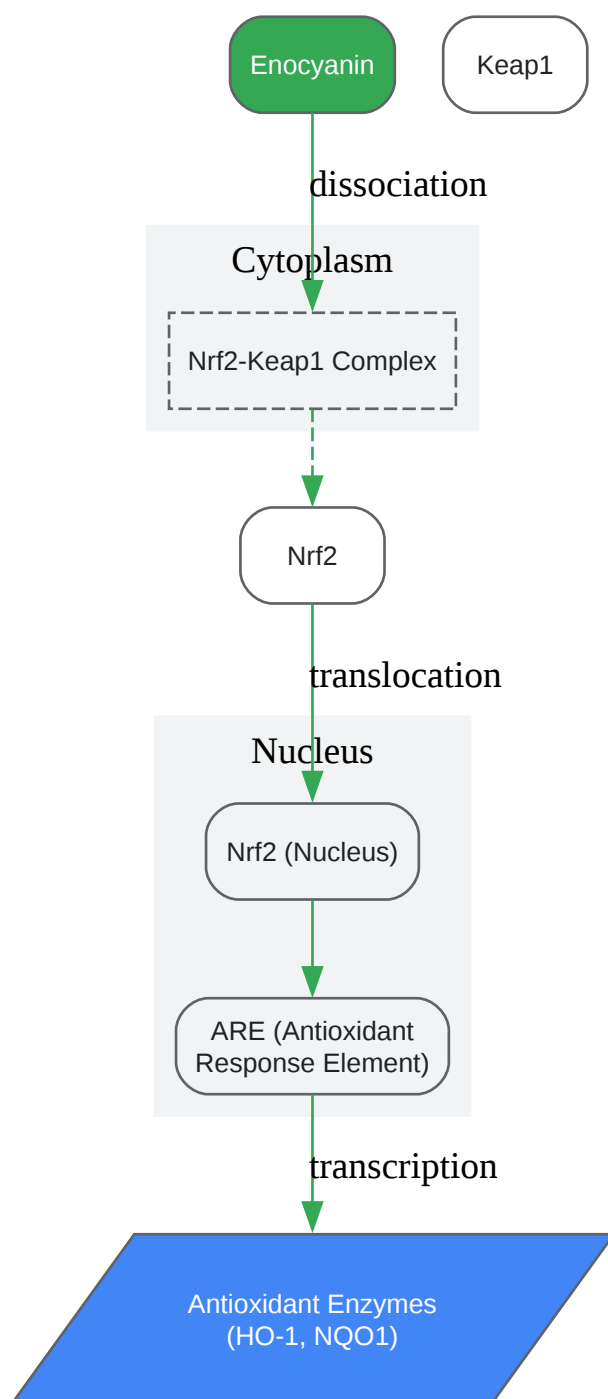 Enocyanin
Keap1
dissociation
Cytoplasm
Nrf2-Keap1 Complex
Nrf2
translocation
Nucleus
Nrf2 (Nucleus)
ARE (Antioxidant
Response Element)
transcription
Antioxidant Enzymes
(HO-1, NQO1)